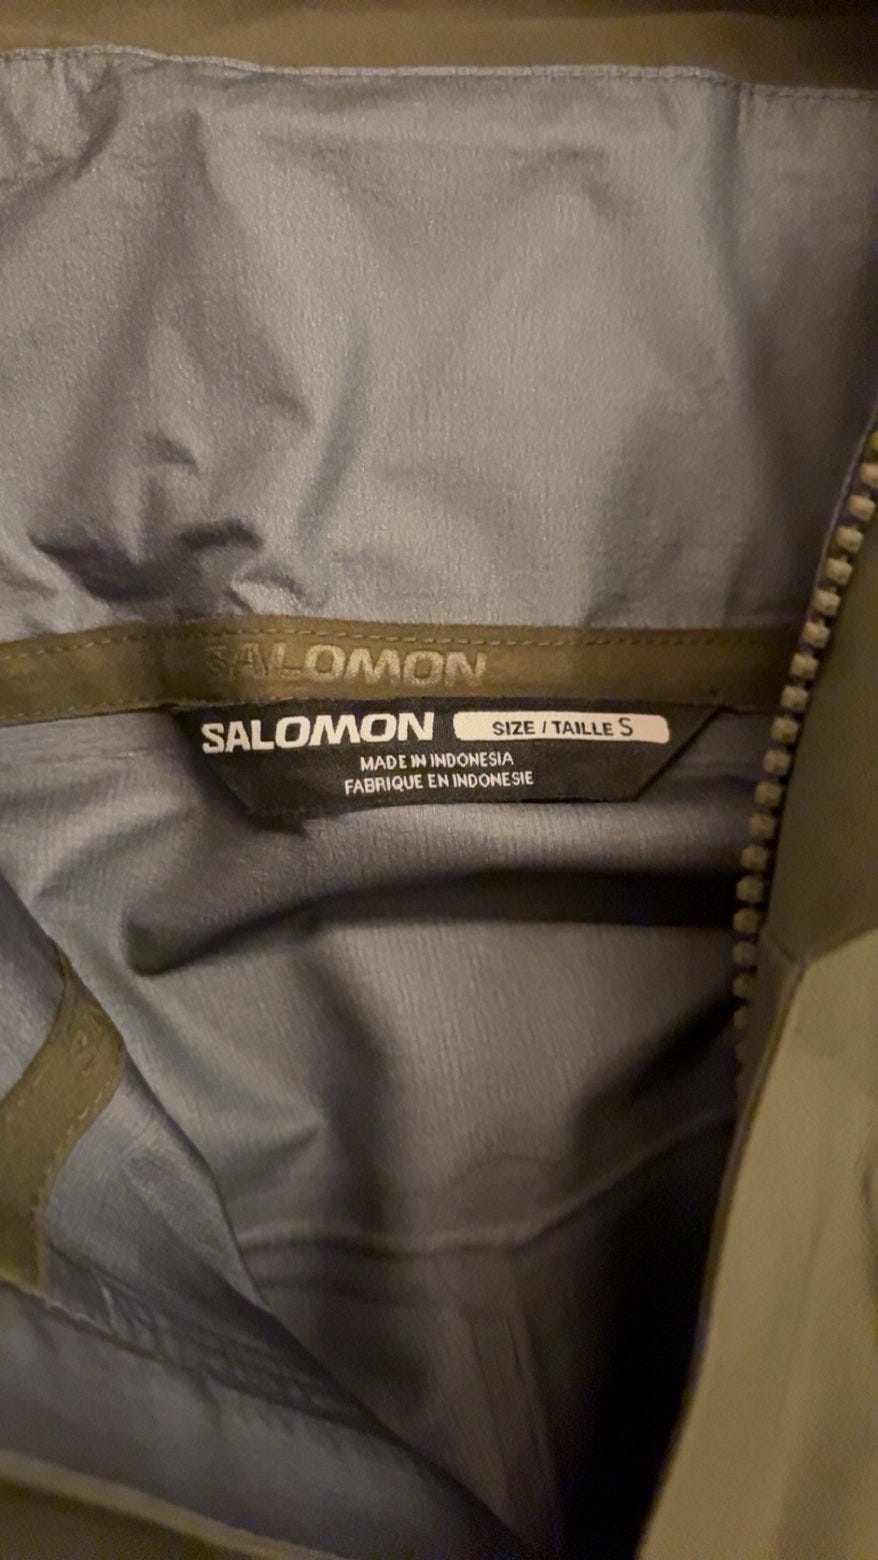 SALOMON
SALOMON SIZE / TAILLE S
MADE IN INDONESIA
FABRIQUE EN INDONESIE